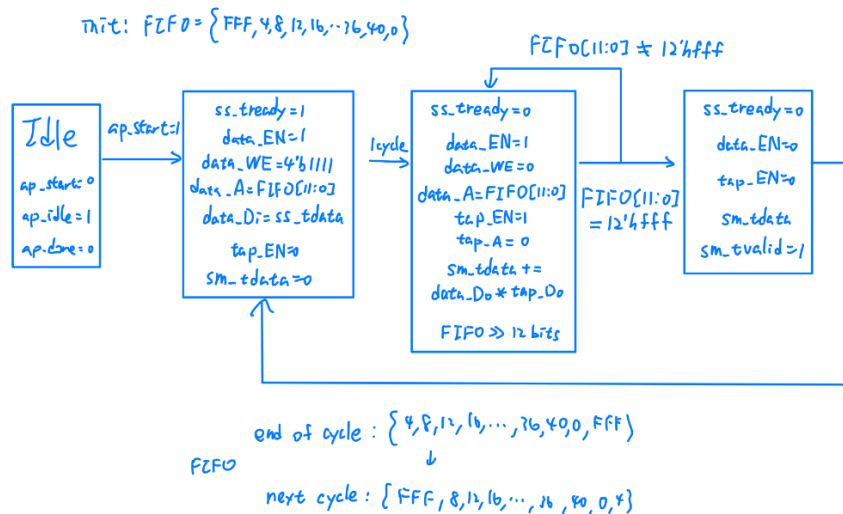 init: FIFO = {FFF, 4, 8, 12, 16, ..36, 40, 0}
FIFO[11:0] ≠ 12'hfff
Idle
ap_start=0
ap_idle=1
ap_done=0
ap_start=1
ss_tready=1
data_EN=1
data_WE=4'b1111
data_A=FIFO[11:0]
data_Di=ss_tdata
tap_EN=0
sm_tdata=0
1cycle
ss_tready=0
data_EN=1
data_WE=0
data_A=FIFO[11:0]
tap_EN=1
tap_A=0
sm_tdata +=
data_Do * tap_Do
FIFO >> 12 bits
FIFO[11:0]
= 12'hfff
ss_tready=0
data_EN=0
tap_EN=0
sm_tdata
sm_tvalid=1
end of cycle : {4, 8, 12, 16, ..., 36, 40, 0, FFF}
FIFO ↓
next cycle : {FFF, 8, 12, 16, ..., 36, 40, 0, 4}